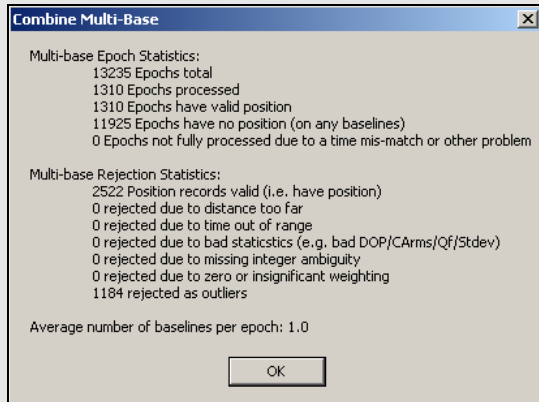 Combine Multi-Base
Multi-base Epoch Statistics:
13235 Epochs total
1310 Epochs processed
1310 Epochs have valid position
11925 Epochs have no position (on any baselines)
0 Epochs not fully processed due to a time mis-match or other problem
Multi-base Rejection Statistics:
2522 Position records valid (i.e. have position)
0 rejected due to distance too far
0 rejected due to time out of range
0 rejected due to bad staticstics (e.g. bad DOP/CArms/Qf/Stdev)
0 rejected due to missing integer ambiguity
0 rejected due to zero or insignificant weighting
1184 rejected as outliers
Average number of baselines per epoch: 1.0
OK